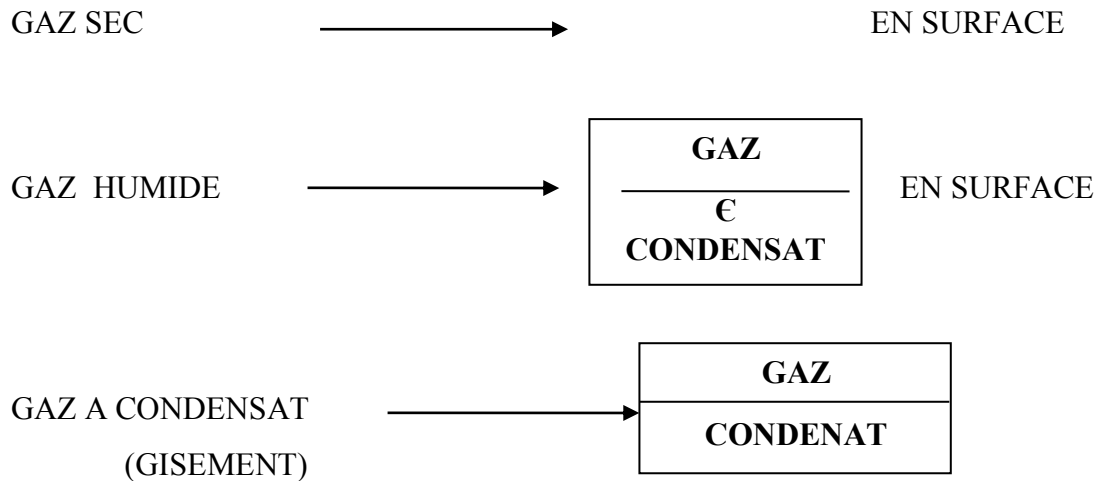 GAZ SEC EN SURFACE
GAZ
GAZ HUMIDE EN SURFACE
Є
CONDENSAT
GAZ
GAZ A CONDENSAT
CONDENAT
(GISEMENT)